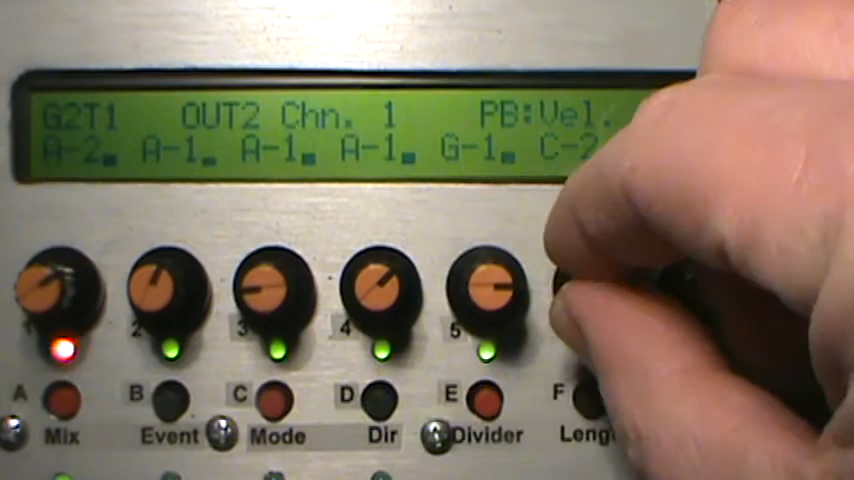 G2T1 OUT2 Chn. 1 PB:Vel.
A-2 A-1 A-1 A-1 G-1 C-2
1 2 3 4 5
A B C D E F
Mix Event Mode Dir Divider